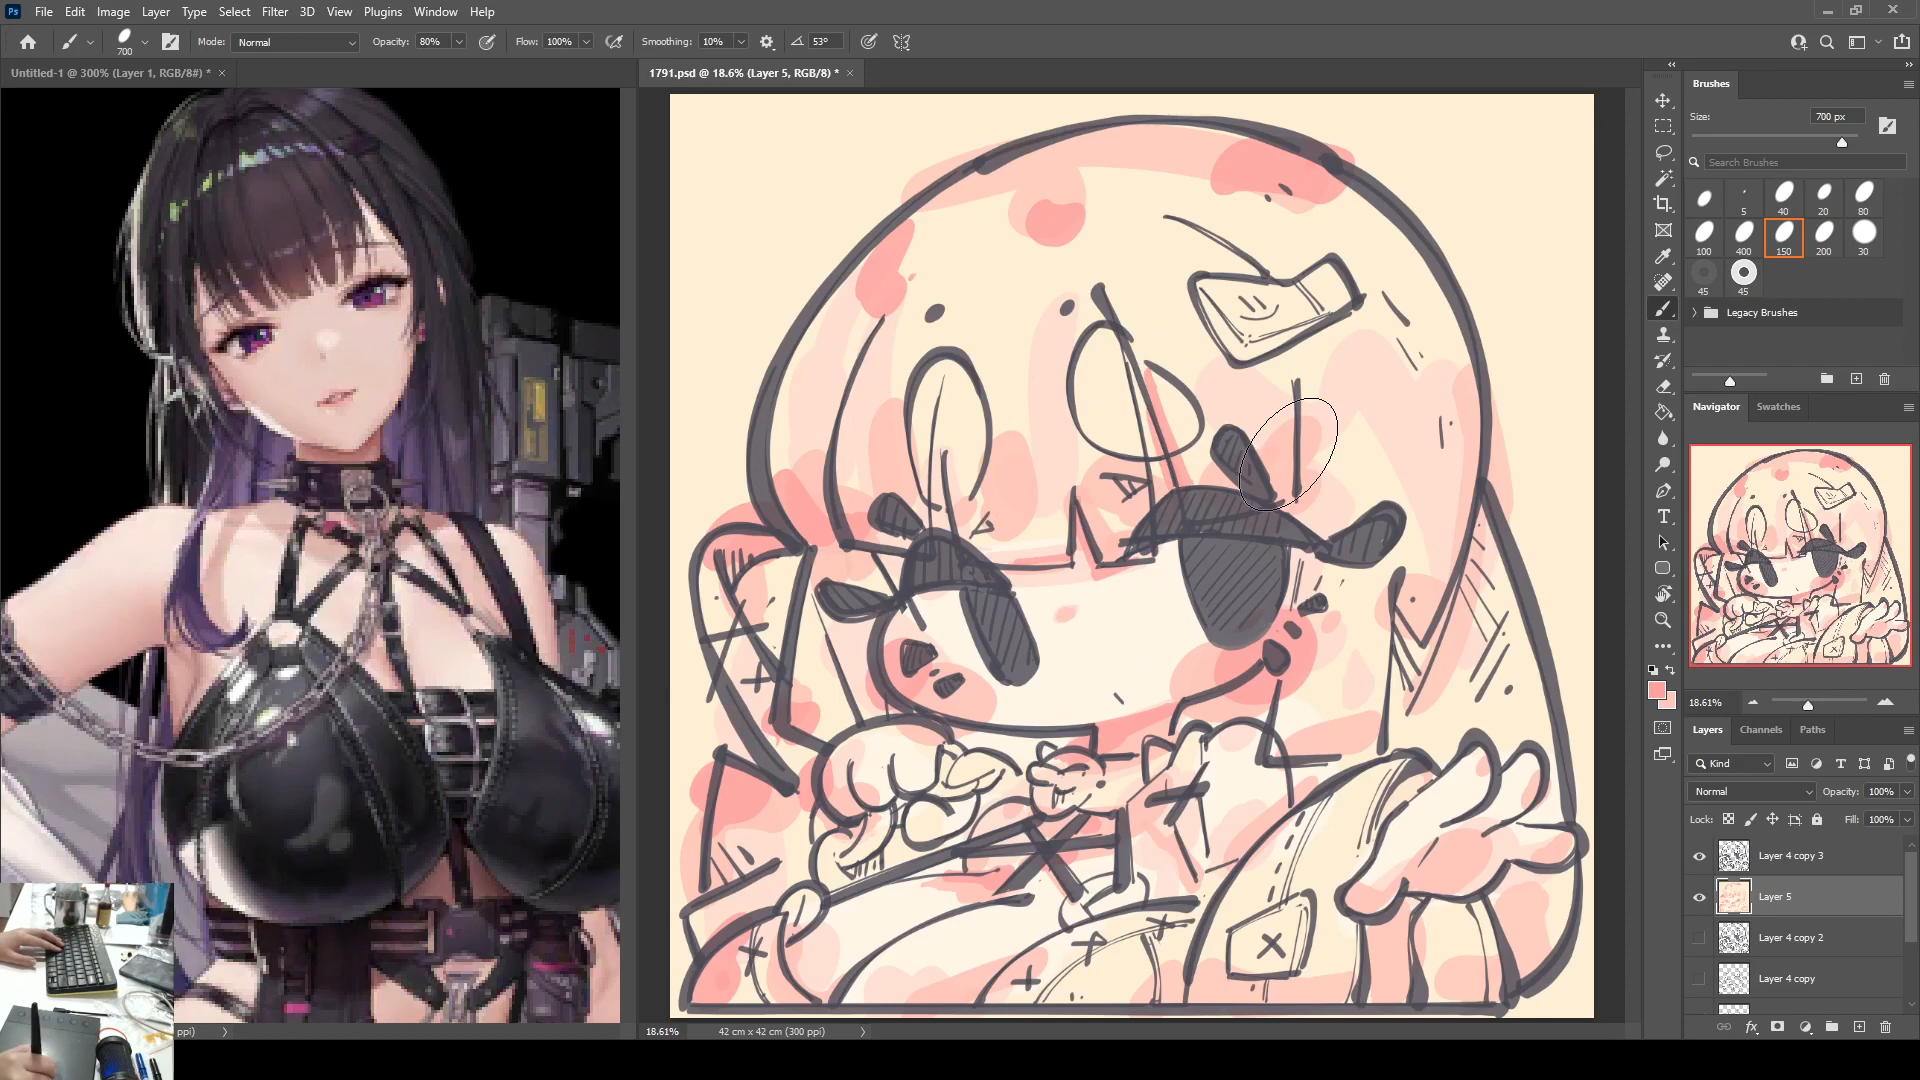 Ps File Edit Image Layer Type Select Filter 3D View Plugins Window Help
700 Mode: Normal Opacity: 80% Flow: 100% Smoothing: 10% 53°
Untitled-1 @ 300% (Layer 1, RGB/8#) * ×
1791.psd @ 18.6% (Layer 5, RGB/8) * ×
Brushes
Size: 700 px
Search Brushes
5 40 20 80
100 400 150 200 30
45 45
Legacy Brushes
Navigator Swatches
18.61%
Layers Channels Paths
Kind
Normal Opacity: 100%
Lock: Fill: 100%
Layer 4 copy 3
Layer 5
Layer 4 copy 2
Layer 4 copy
ppi)
18.61% 42 cm x 42 cm (300 ppi)